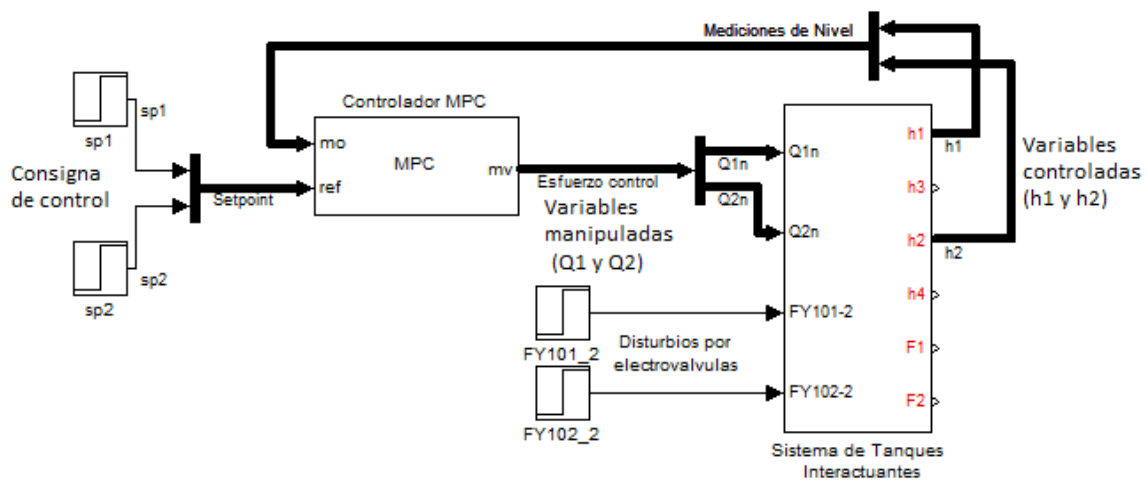 Mediciones de Nivel
sp1
sp1
Consigna
de control
sp2
sp2
Setpoint
Controlador MPC
mo
MPC
mv
ref
Esfuerzo control
Variables
manipuladas
(Q1 y Q2)
Q1n
Q2n
Q1n
Q2n
FY101-2
FY102-2
h1
h3
h2
h4
F1
F2
h1
h2
Variables
controladas
(h1 y h2)
FY101_2
Disturbios por
electrovalvulas
FY102_2
Sistema de Tanques
Interactuantes